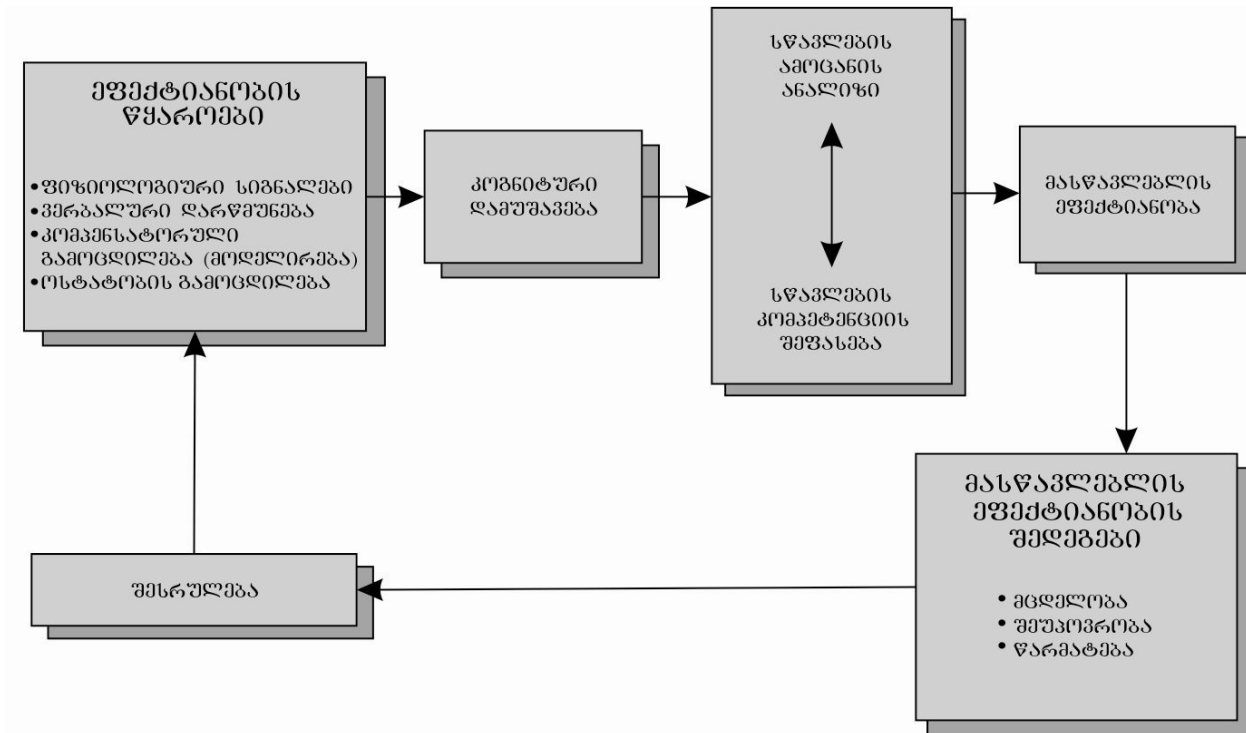 ეფექტიანობის
წყაროები
•ფიზიოლოგიური სიგნალები
•ვერბალური დარწმუნება
•კომპენსატორული
გამოცდილება (მოდელირება)
•ოსტატობის გამოცდილება
კოგნიტური
დამუშავება
სწავლების
ამოცანის
ანალიზი
სწავლების
კომპეტენციის
შეფასება
მასწავლებლის
ეფექტიანობა
მასწავლებლის
ეფექტიანობის
შედეგები
• მცდელობა
• შეუპოვრობა
• წარმატება
შესრულება